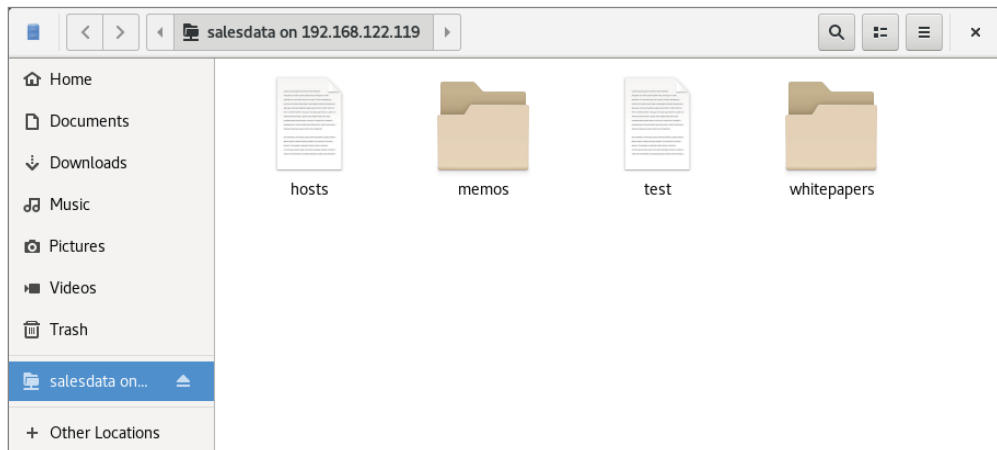 salesdata on 192.168.122.119
Home
Documents
Downloads
Music
Pictures
Videos
Trash
salesdata on...
Other Locations
hosts
memos
test
whitepapers